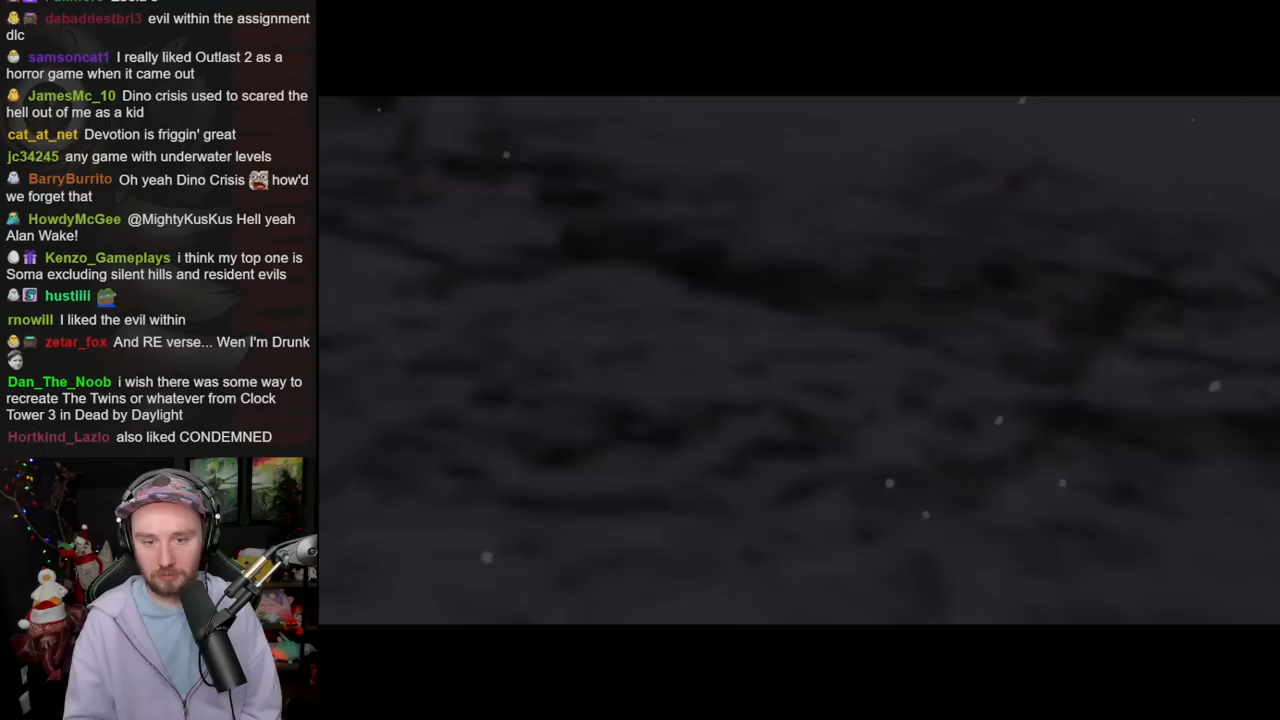 dabaddestbrl3 evil within the assignment
dlc
samsoncat1 I really liked Outlast 2 as a
horror game when it came out
JamesMc_10 Dino crisis used to scared the
hell out of me as a kid
cat_at_net Devotion is friggin' great
jc34245 any game with underwater levels
BarryBurrito Oh yeah Dino Crisis how'd
we forget that
HowdyMcGee @MightyKusKus Hell yeah
Alan Wake!
Kenzo_Gameplays i think my top one is
Soma excluding silent hills and resident evils
hustiiii
rnowill I liked the evil within
zetar_fox And RE verse... Wen I'm Drunk
Dan_The_Noob i wish there was some way to
recreate The Twins or whatever from Clock
Tower 3 in Dead by Daylight
Hortkind_Lazlo also liked CONDEMNED